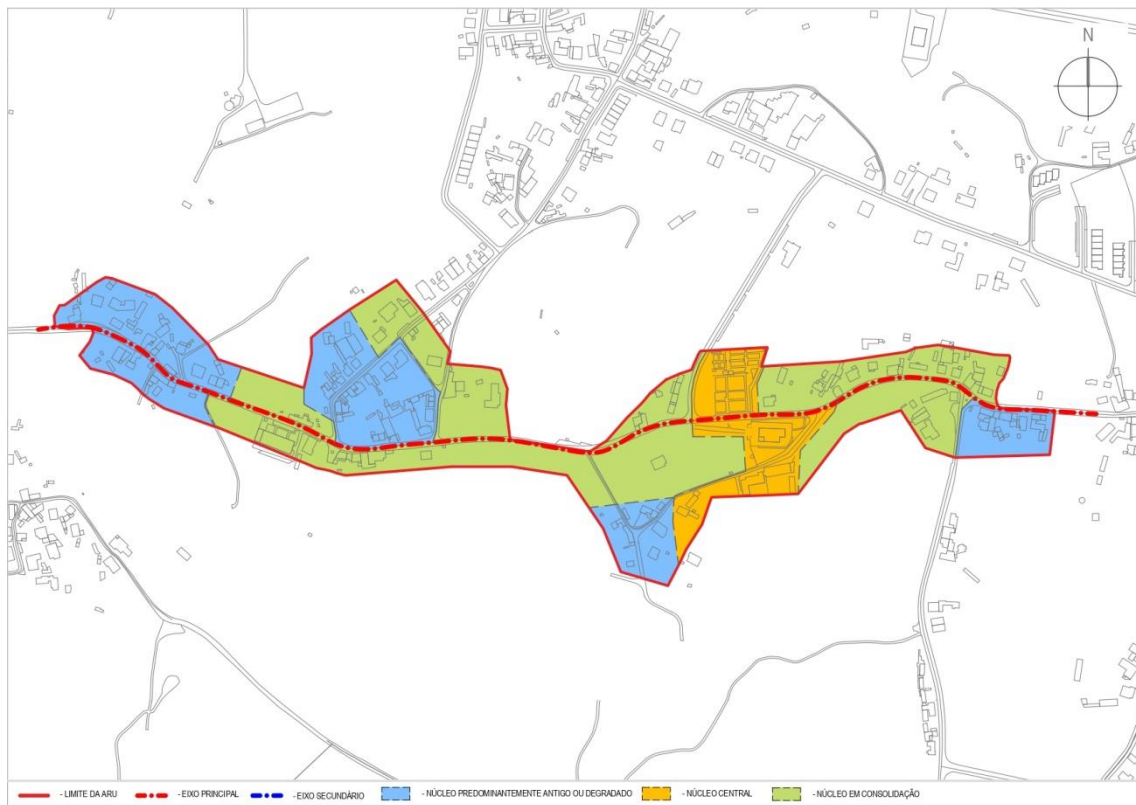 N
- LIMITE DA ARU - EIXO PRINCIPAL - EIXO SECUNDÁRIO - NÚCLEO PREDOMINANTEMENTE ANTIGO OU DEGRADADO - NÚCLEO CENTRAL - NÚCLEO EM CONSOLIDAÇÃO